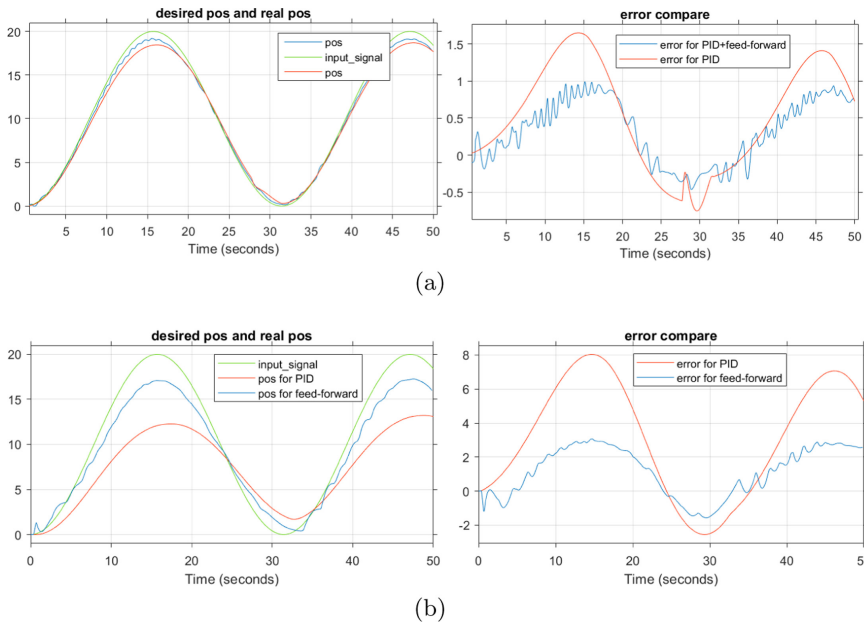 desired pos and real pos
20
15
10
5
0
pos
input_signal
pos
5 10 15 20 25 30 35 40 45 50
Time (seconds)
error compare
1.5
1
0.5
0
-0.5
error for PID+feed-forward
error for PID
5 10 15 20 25 30 35 40 45 50
Time (seconds)
(a)
desired pos and real pos
20
15
10
5
0
input_signal
pos for PID
pos for feed-forward
0 10 20 30 40 50
Time (seconds)
error compare
8
6
4
2
0
-2
error for PID
error for feed-forward
0 10 20 30 40 50
Time (seconds)
(b)